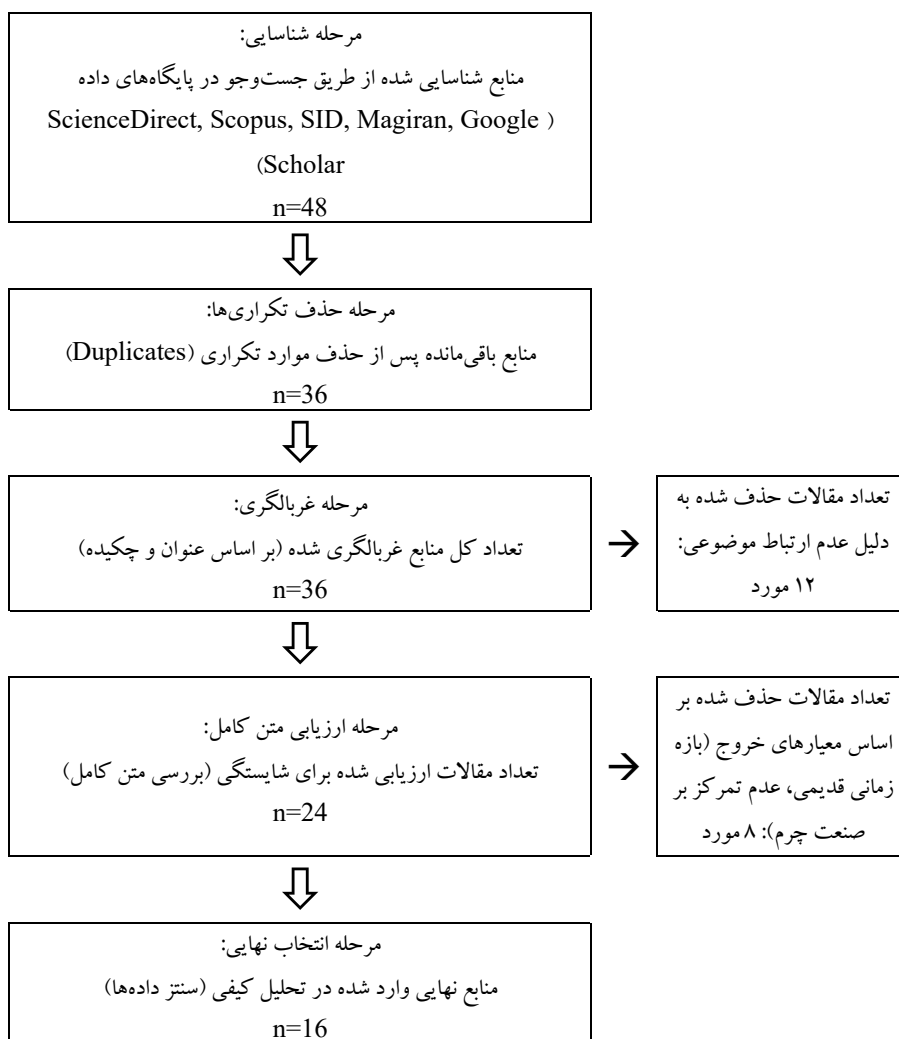 مرحله شناسایی:
منابع شناسایی شده از طریق جست‌وجو در پایگاه‌های داده
ScienceDirect, Scopus, SID, Magiran, Google )
(Scholar
n=48
مرحله حذف تکراری‌ها:
منابع باقی‌مانده پس از حذف موارد تکراری (Duplicates)
n=36
مرحله غربالگری:
تعداد کل منابع غربالگری شده (بر اساس عنوان و چکیده)
n=36
تعداد مقالات حذف شده به
دلیل عدم ارتباط موضوعی:
۱۲ مورد
مرحله ارزیابی متن کامل:
تعداد مقالات ارزیابی شده برای شایستگی (بررسی متن کامل)
n=24
تعداد مقالات حذف شده بر
اساس معیارهای خروج (بازه
زمانی قدیمی، عدم تمرکز بر
صنعت چرم): ۸ مورد
مرحله انتخاب نهایی:
منابع نهایی وارد شده در تحلیل کیفی (سنتز داده‌ها)
n=16